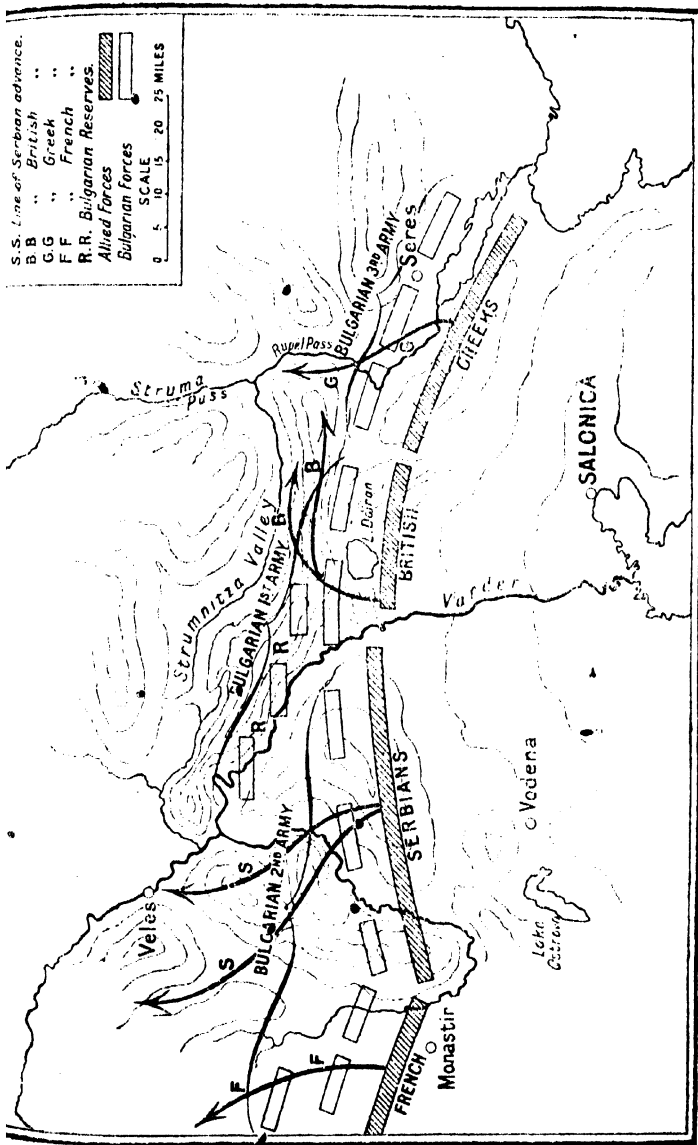 S.S. Line of Serbian advance.
B.B „ British „
G.G „ Greek „
F F „ French „
R.R. Bulgarian Reserves.
Allied Forces
Bulgarian Forces
SCALE
0 5 10 15 20 25 MILES
Struma
Pass
Rupel Pass
BULGARIAN 3RD ARMY
Seres
G
G
GREEKS
Strumnitza Valley
BULGARIAN 1ST ARMY
B
B
L. Doiran
BRITISH
SALONICA
Vardar
R
R
Veles
S
S
BULGARIAN 2ND ARMY
SERBIANS
Vodena
Lake
Ostrovo
F
F
FRENCH
Monastir